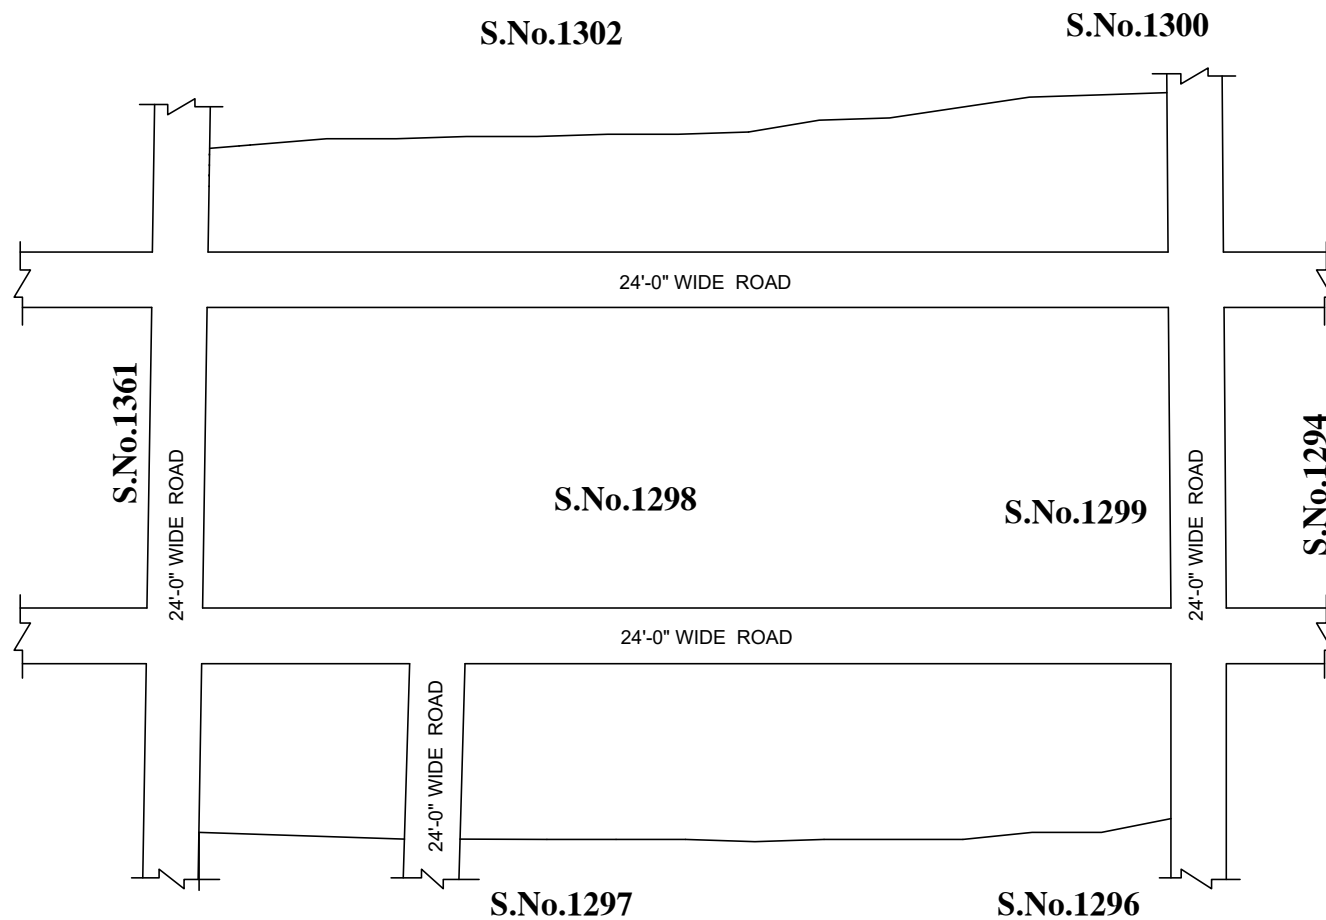 S.No.1302
S.No.1300
24'-0" WIDE ROAD
S.No.1361
24'-0" WIDE ROAD
S.No.1298
S.No.1299
24'-0" WIDE ROAD
S.No.1294
24'-0" WIDE ROAD
24'-0" WIDE ROAD
S.No.1297
S.No.1296